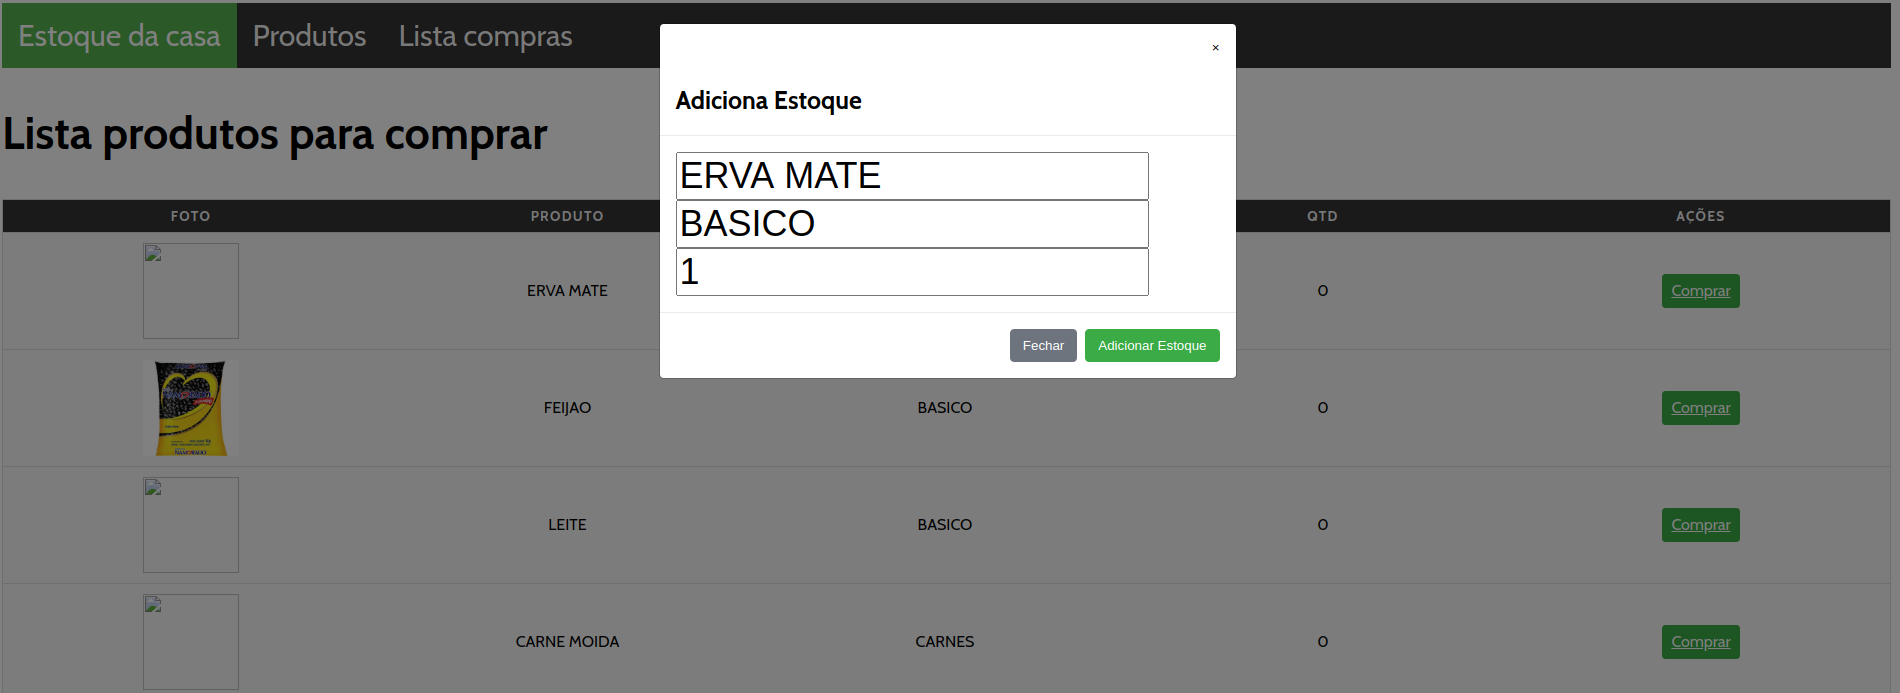 Estoque da casa Produtos Lista compras
×
Adiciona Estoque
Lista produtos para comprar
ERVA MATE
BASICO
1
Fechar Adicionar Estoque
FOTO PRODUTO QTD AÇÕES
ERVA MATE 0 Comprar
FEIJAO BASICO 0 Comprar
LEITE BASICO 0 Comprar
CARNE MOIDA CARNES 0 Comprar